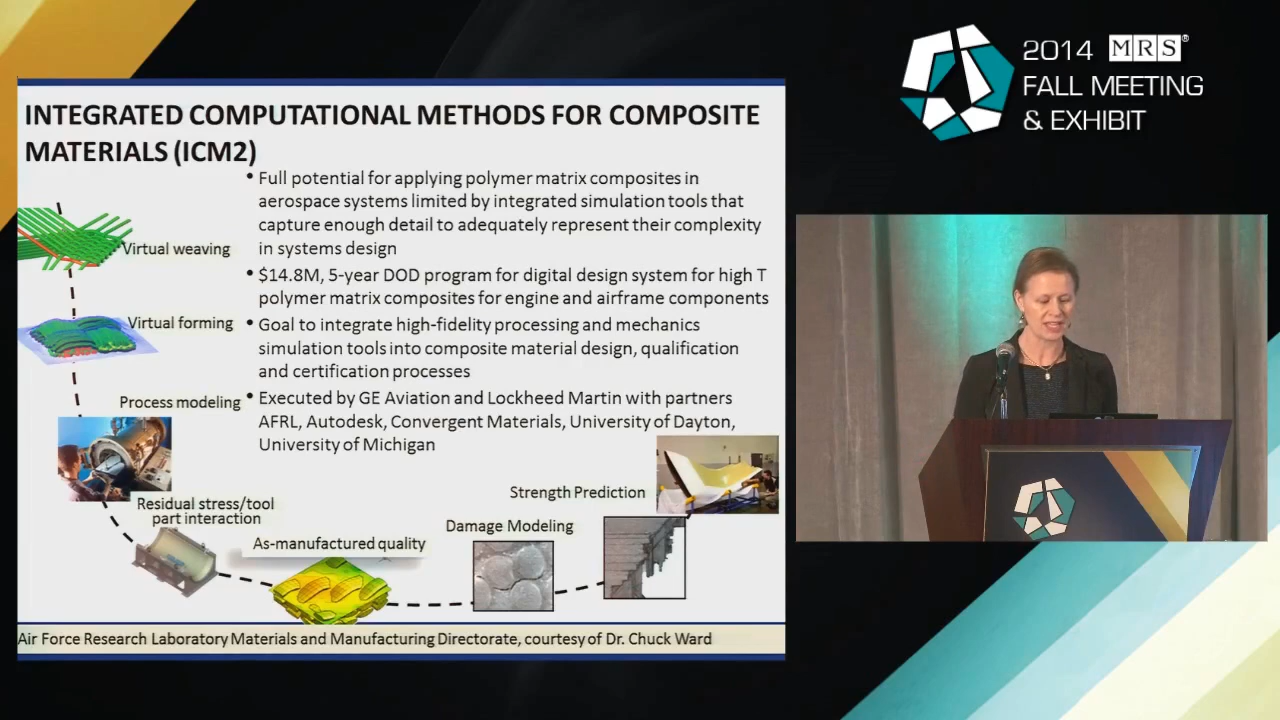 INTEGRATED COMPUTATIONAL METHODS FOR COMPOSITE
MATERIALS (ICM2)
• Full potential for applying polymer matrix composites in
aerospace systems limited by integrated simulation tools that
capture enough detail to adequately represent their complexity
in systems design
• $14.8M, 5-year DOD program for digital design system for high T
polymer matrix composites for engine and airframe components
• Goal to integrate high-fidelity processing and mechanics
simulation tools into composite material design, qualification
and certification processes
• Executed by GE Aviation and Lockheed Martin with partners
AFRL, Autodesk, Convergent Materials, University of Dayton,
University of Michigan
Virtual weaving
Virtual forming
Process modeling
Residual stress/tool
part interaction
As-manufactured quality
Damage Modeling
Strength Prediction
Air Force Research Laboratory Materials and Manufacturing Directorate, courtesy of Dr. Chuck Ward
2014 MRS®
FALL MEETING
& EXHIBIT